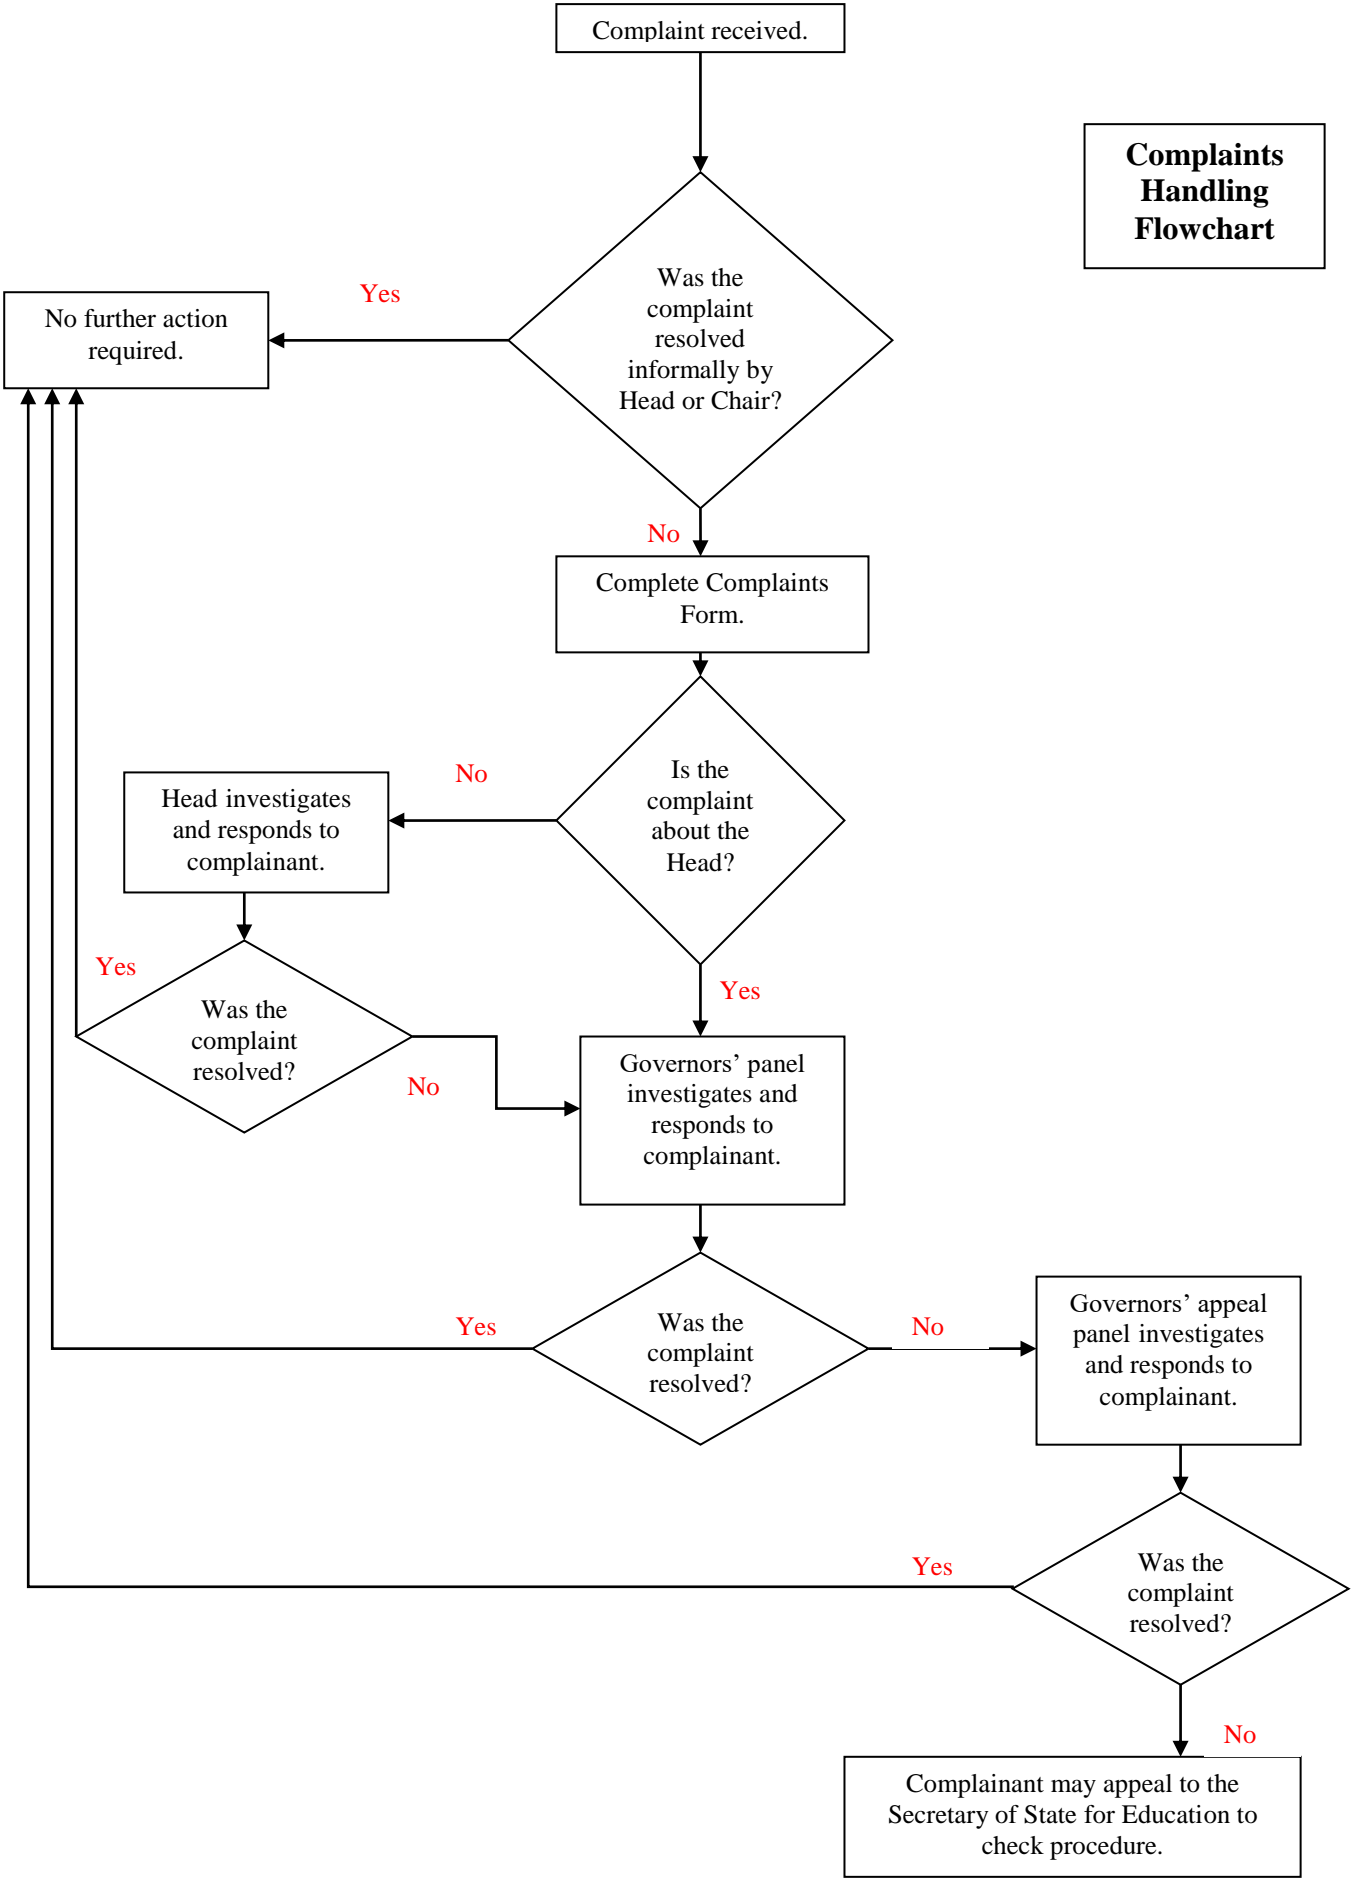 Complaint received.
Complaints
Handling
Flowchart
Was the
complaint
resolved
informally by
Head or Chair?
Yes
No further action
required.
No
Complete Complaints
Form.
Is the
complaint
about the
Head?
No
Head investigates
and responds to
complainant.
Yes
Was the
complaint
resolved?
No
Yes
Governors’ panel
investigates and
responds to
complainant.
Was the
complaint
resolved?
Yes
No
Governors’ appeal
panel investigates
and responds to
complainant.
Was the
complaint
resolved?
Yes
No
Complainant may appeal to the
Secretary of State for Education to
check procedure.